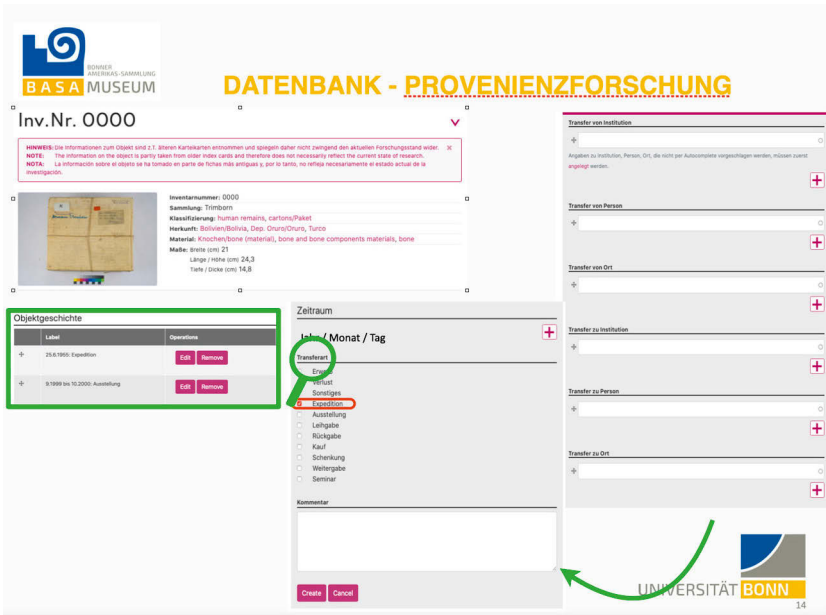 BONNER
AMERIKAS-SAMMLUNG
BASA MUSEUM
DATENBANK - PROVENIENZFORSCHUNG
Inv.Nr. 0000
HINWEIS: Die Informationen zum Objekt sind z.T. älteren Karteikarten entnommen und spiegeln daher nicht zwingend den aktuellen Forschungsstand wider.
NOTE: The information on the object is partly taken from older index cards and therefore does not necessarily reflect the current state of research.
NOTA: La información sobre el objeto se ha tomado en parte de fichas más antiguas y, por lo tanto, no refleja necesariamente el estado actual de la
investigación.
Inventarnummer: 0000
Sammlung: Trimborn
Klassifizierung: human remains, cartons/Paket
Herkunft: Bolivien/Bolivia, Dep. Oruro/Oruro, Turco
Material: Knochen/bone (material), bone and bone components materials, bone
Maße: Breite (cm) 21
Länge / Höhe (cm) 24,3
Tiefe / Dicke (cm) 14,8
Objektgeschichte
Label Operations
25.6.1955: Expedition Edit Remove
9.1999 bis 10.2000: Ausstellung Edit Remove
Zeitraum
Jahr / Monat / Tag
Transferart
Verlust
Sonstiges
Expedition
Ausstellung
Leihgabe
Rückgabe
Kauf
Schenkung
Weitergabe
Seminar
Kommentar
Create Cancel
Transfer von Institution
Angaben zu Institution, Person, Ort, die nicht per Autocomplete vorgeschlagen werden, müssen zuerst
angelegt werden.
Transfer von Person
Transfer von Ort
Transfer zu Institution
Transfer zu Person
Transfer zu Ort
UNIVERSITÄT BONN
14